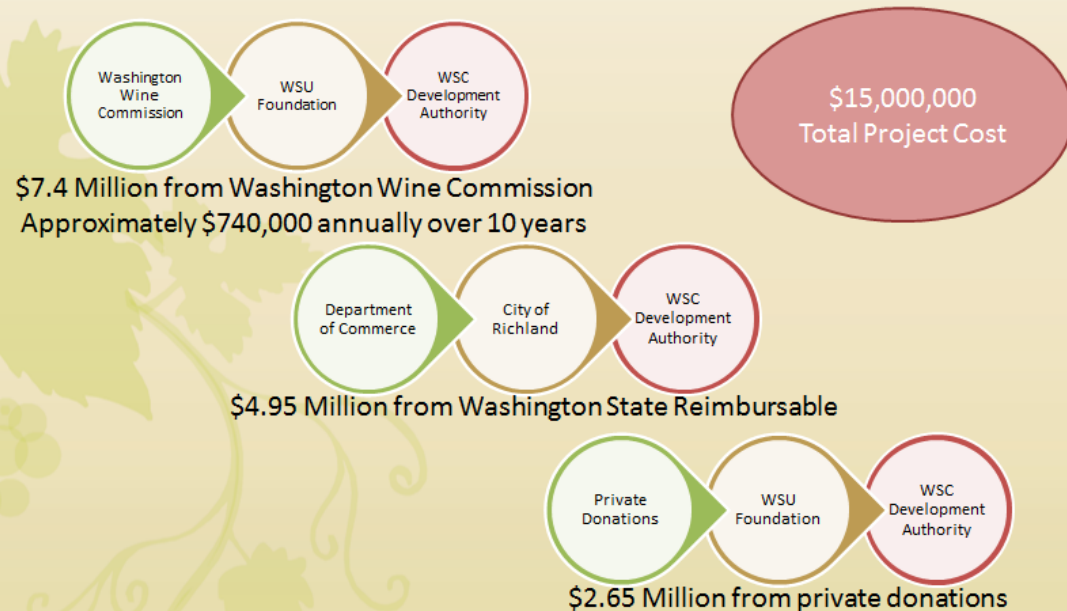 Washington
Wine
Commission
WSU
Foundation
WSC
Development
Authority
$15,000,000
Total Project Cost
$7.4 Million from Washington Wine Commission
Approximately $740,000 annually over 10 years
Department
of Commerce
City of
Richland
WSC
Development
Authority
$4.95 Million from Washington State Reimbursable
Private
Donations
WSU
Foundation
WSC
Development
Authority
$2.65 Million from private donations